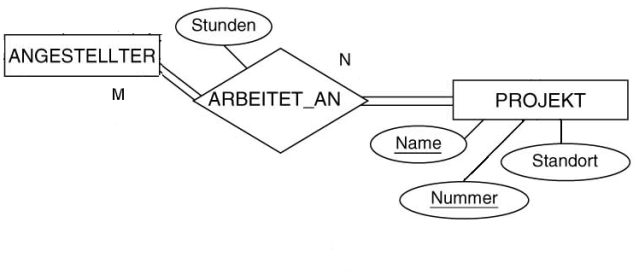 Stunden
ANGESTELLTER
N
M
ARBEITET_AN
PROJEKT
Name
Standort
Nummer